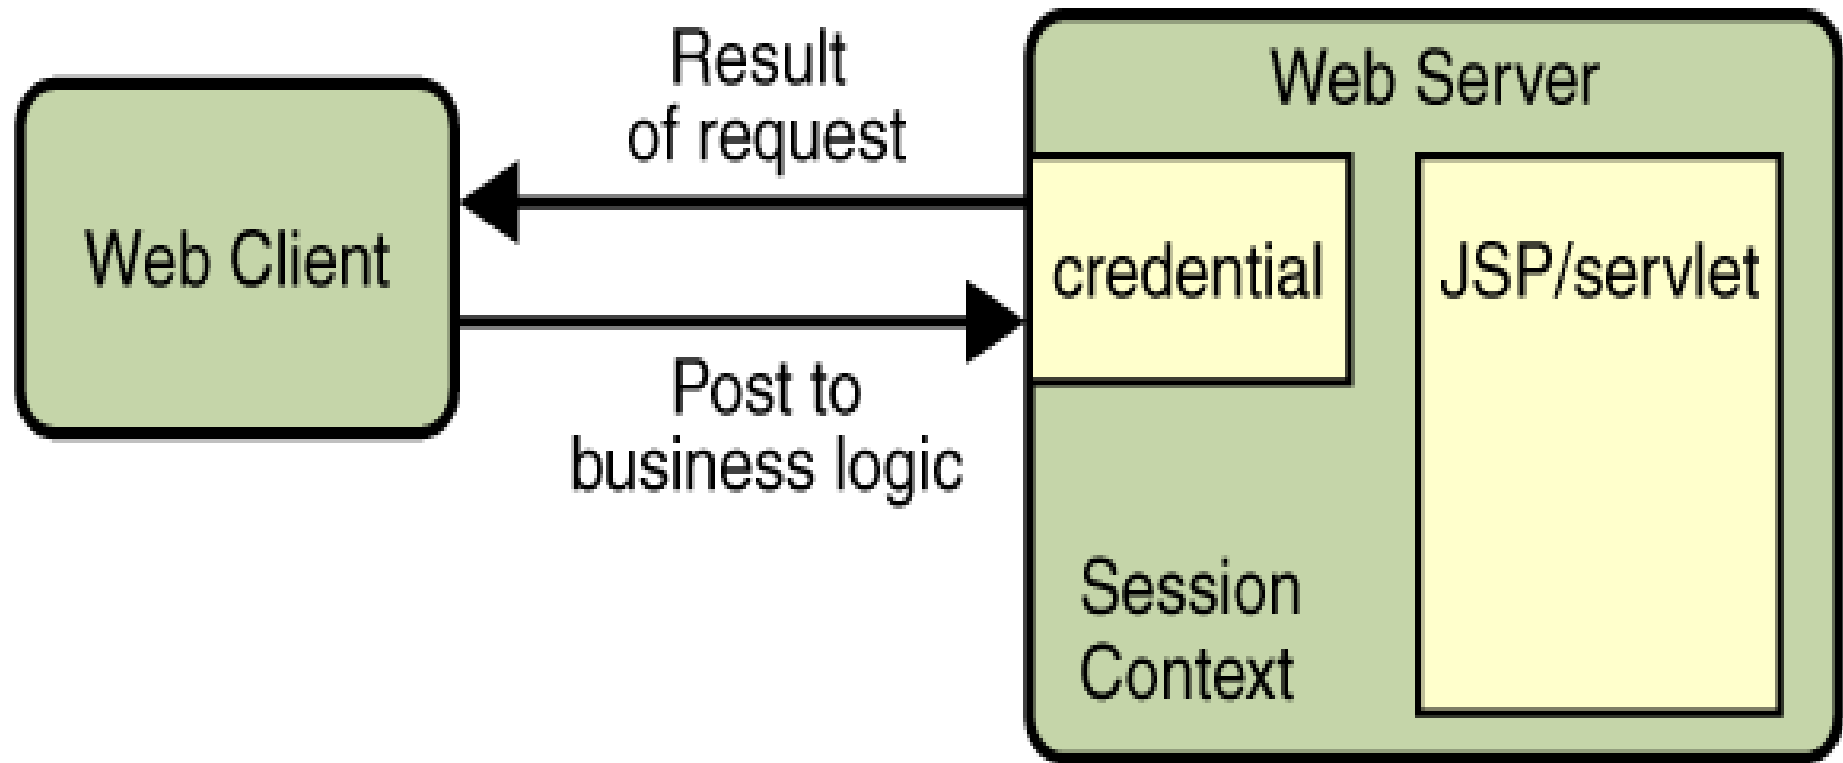 Web Client
Result
of request
Post to
business logic
Web Server
credential
JSP/servlet
Session
Context